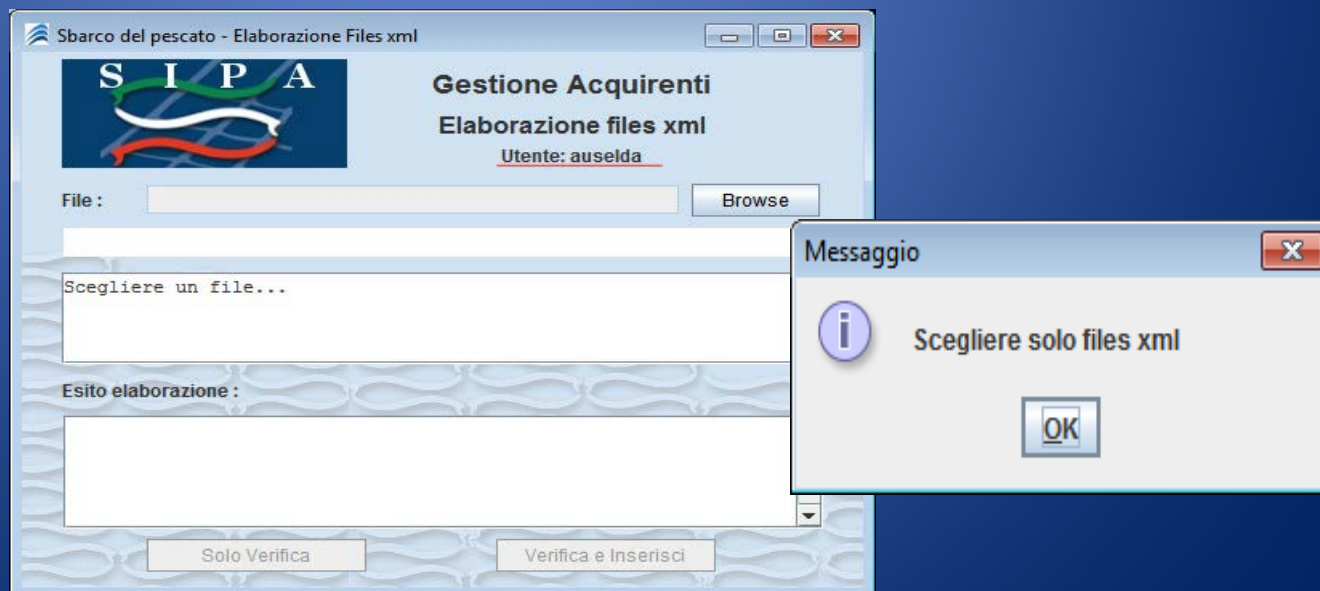 Sbarco del pescato - Elaborazione Files xml
S I P A
Gestione Acquirenti
Elaborazione files xml
Utente: auselda
File :
Browse
Scegliere un file...
Esito elaborazione :
Solo Verifica
Verifica e Inserisci
Messaggio
i
Scegliere solo files xml
OK